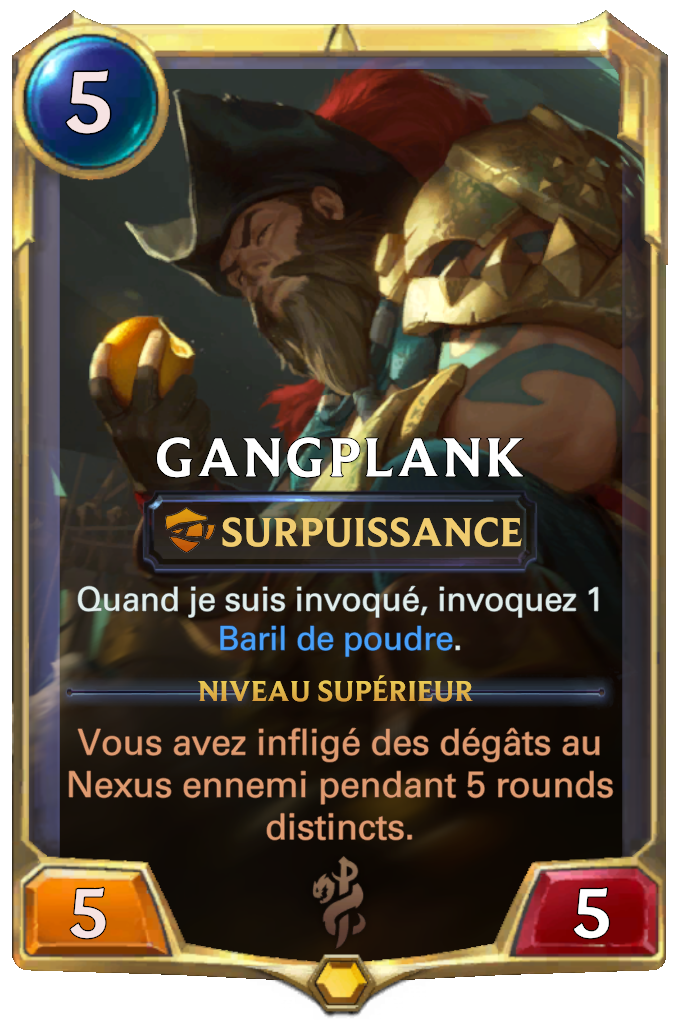 5
GANGPLANK
SURPUISSANCE
Quand je suis invoqué, invoquez 1
Baril de poudre.
NIVEAU SUPÉRIEUR
Vous avez infligé des dégâts au
Nexus ennemi pendant 5 rounds
distincts.
5
5